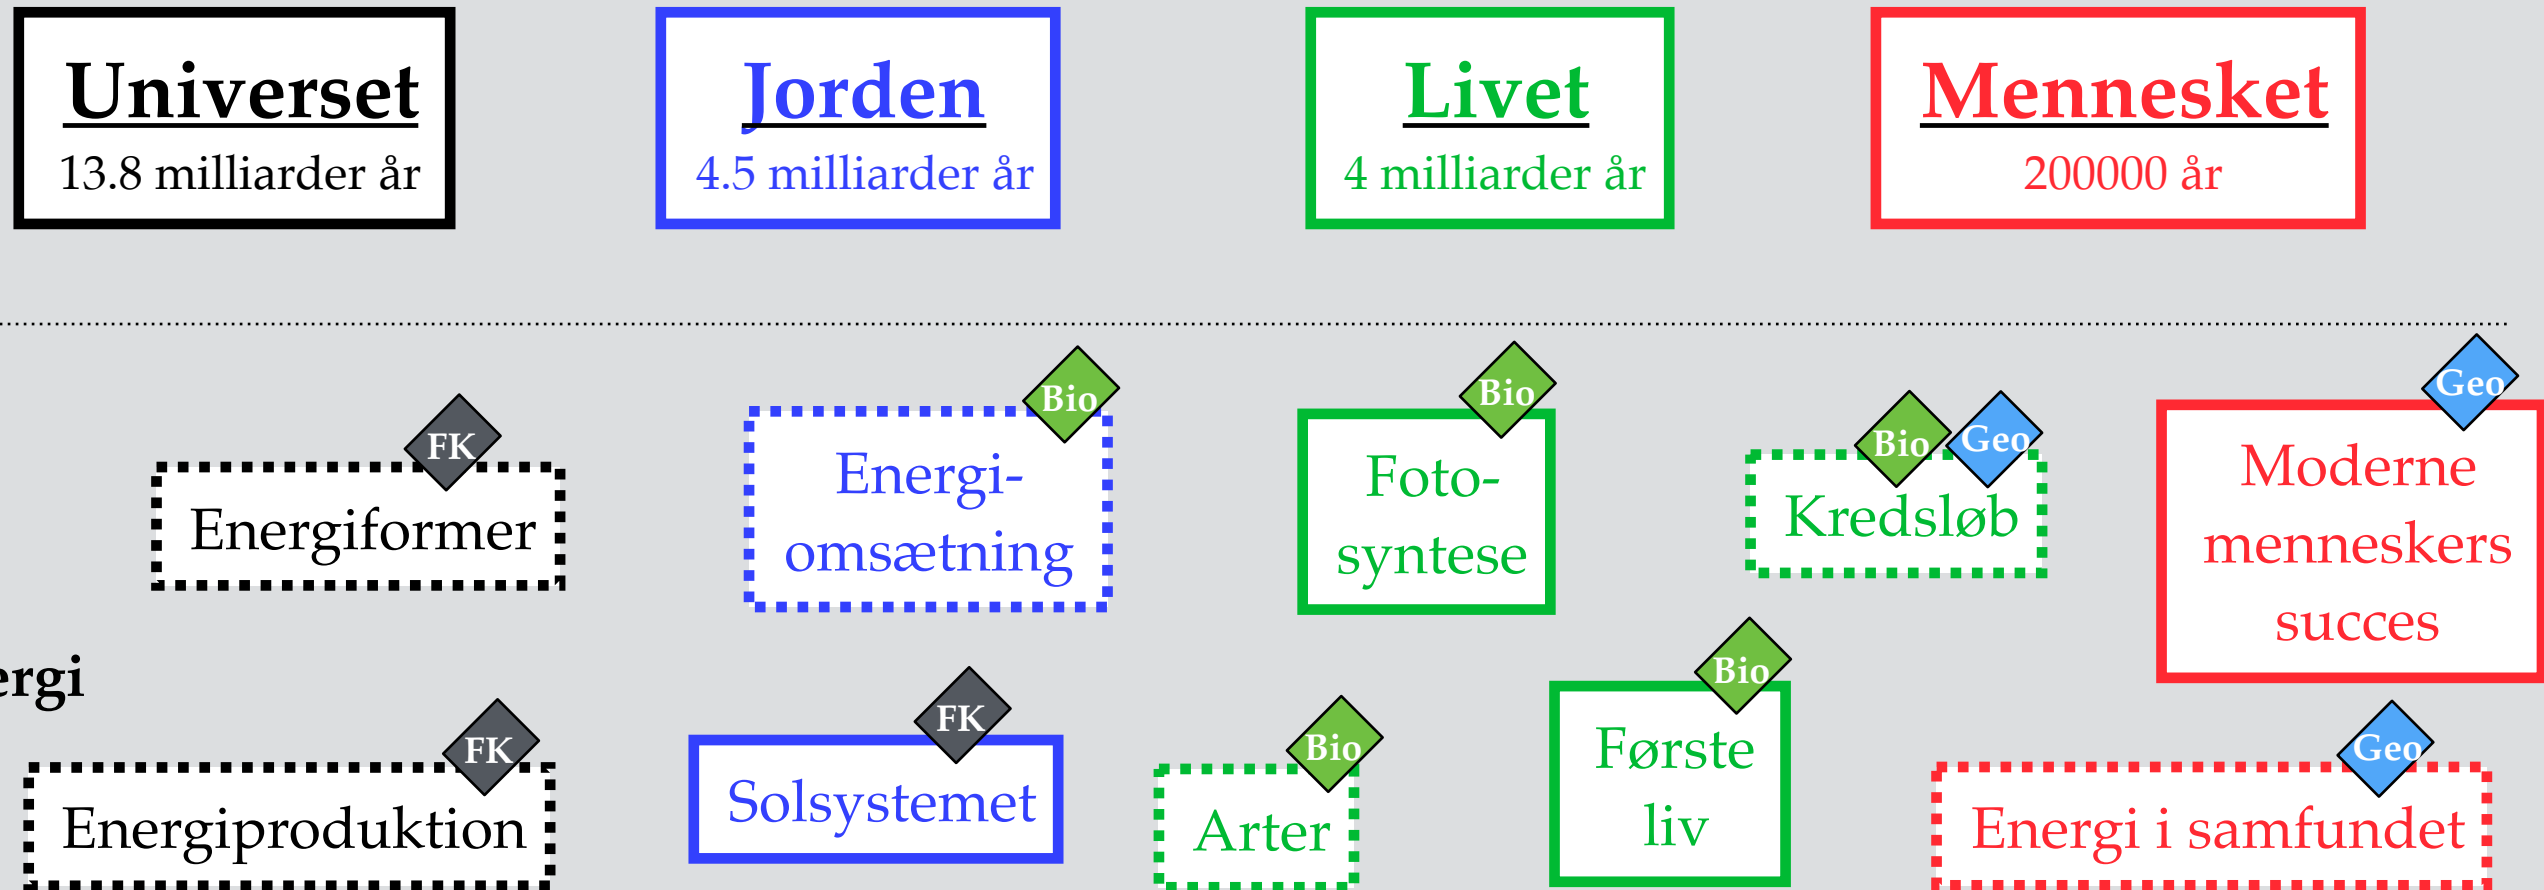 Universet
13.8 milliarder år
Jorden
4.5 milliarder år
Livet
4 milliarder år
Mennesket
200000 år
FK
Energiformer
Bio
Energi-
omsætning
Bio
Foto-
syntese
Bio
Geo
Kredsløb
Geo
Moderne
menneskers
succes
ergi
FK
Energiproduktion
FK
Solsystemet
Bio
Arter
Bio
Første
liv
Geo
Energi i samfundet